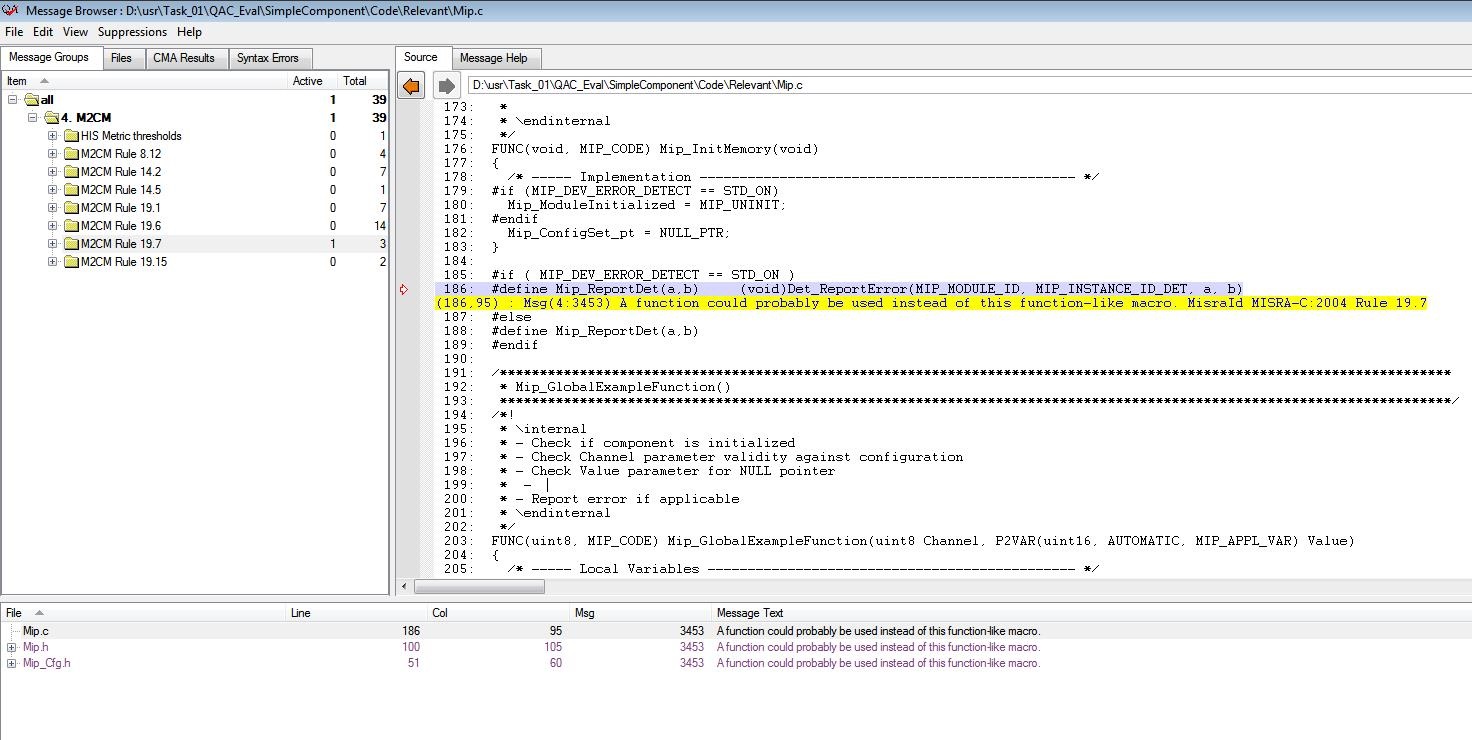 Message Browser : D:\usr\Task_01\QAC_Eval\SimpleComponent\Code\Relevant\Mip.c
File Edit View Suppressions Help
Message Groups Files CMA Results Syntax Errors
Item Active Total
all 1 39
4. M2CM 1 39
HIS Metric thresholds 0 1
M2CM Rule 8.12 0 4
M2CM Rule 14.2 0 7
M2CM Rule 14.5 0 1
M2CM Rule 19.1 0 7
M2CM Rule 19.6 0 14
M2CM Rule 19.7 1 3
M2CM Rule 19.15 0 2
Source Message Help
D:\usr\Task_01\QAC_Eval\SimpleComponent\Code\Relevant\Mip.c
173: *
174: * \endinternal
175: */
176: FUNC(void, MIP_CODE) Mip_InitMemory(void)
177: {
178: /* ----- Implementation ----------------------------------------------- */
179: #if (MIP_DEV_ERROR_DETECT == STD_ON)
180: Mip_ModuleInitialized = MIP_UNINIT;
181: #endif
182: Mip_ConfigSet_pt = NULL_PTR;
183: }
184:
185: #if ( MIP_DEV_ERROR_DETECT == STD_ON )
186: #define Mip_ReportDet(a,b) (void)Det_ReportError(MIP_MODULE_ID, MIP_INSTANCE_ID_DET, a, b)
(186,95) : Msg(4:3453) A function could probably be used instead of this function-like macro. MisraId MISRA-C:2004 Rule 19.7
187: #else
188: #define Mip_ReportDet(a,b)
189: #endif
190:
191: /***********************************************************************************************************************
192: * Mip_GlobalExampleFunction()
193: ***********************************************************************************************************************/
194: /*!
195: * \internal
196: * - Check if component is initialized
197: * - Check Channel parameter validity against configuration
198: * - Check Value parameter for NULL pointer
199: * - |
200: * - Report error if applicable
201: * \endinternal
202: */
203: FUNC(uint8, MIP_CODE) Mip_GlobalExampleFunction(uint8 Channel, P2VAR(uint16, AUTOMATIC, MIP_APPL_VAR) Value)
204: {
205: /* ----- Local Variables ---------------------------------------------- */
File Line Col Msg Message Text
Mip.c 186 95 3453 A function could probably be used instead of this function-like macro.
Mip.h 100 105 3453 A function could probably be used instead of this function-like macro.
Mip_Cfg.h 51 60 3453 A function could probably be used instead of this function-like macro.